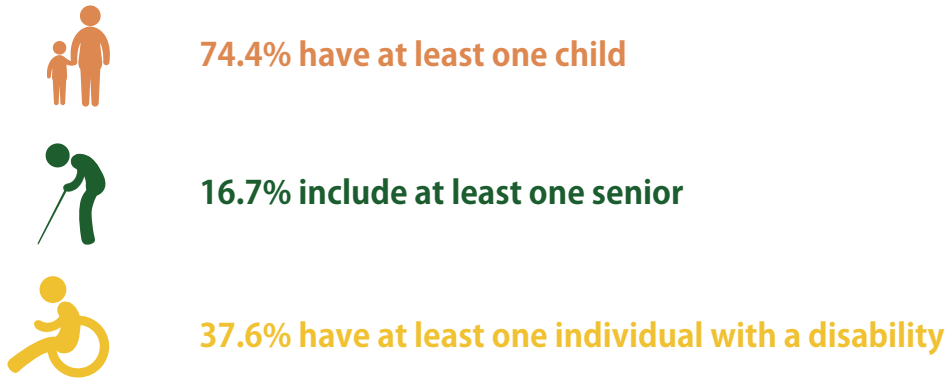 74.4% have at least one child
16.7% include at least one senior
37.6% have at least one individual with a disability